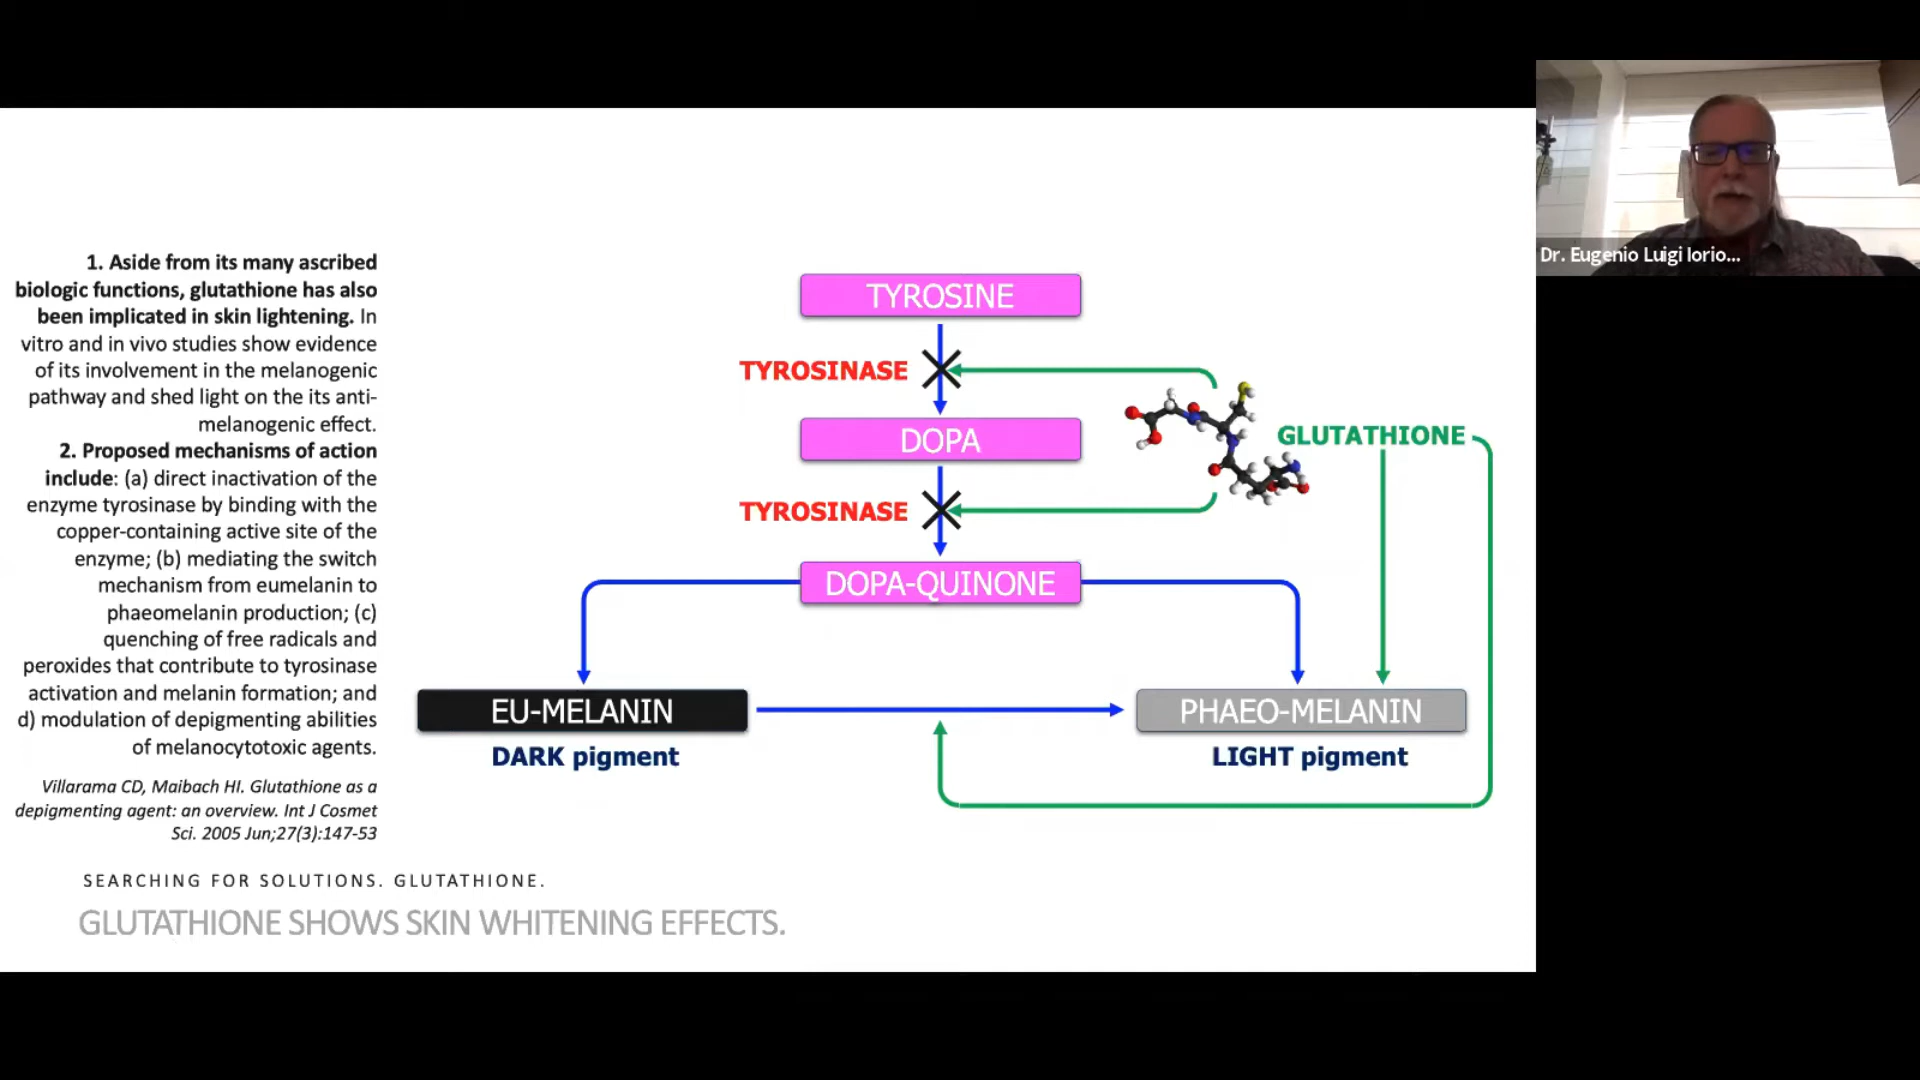 1. Aside from its many ascribed
biologic functions, glutathione has also
been implicated in skin lightening. In
vitro and in vivo studies show evidence
of its involvement in the melanogenic
pathway and shed light on the its anti-
melanogenic effect.
2. Proposed mechanisms of action
include: (a) direct inactivation of the
enzyme tyrosinase by binding with the
copper-containing active site of the
enzyme; (b) mediating the switch
mechanism from eumelanin to
phaeomelanin production; (c)
quenching of free radicals and
peroxides that contribute to tyrosinase
activation and melanin formation; and
d) modulation of depigmenting abilities
of melanocytotoxic agents.
Villarama CD, Maibach HI. Glutathione as a
depigmenting agent: an overview. Int J Cosmet
Sci. 2005 Jun;27(3):147-53
TYROSINE
TYROSINASE
DOPA
GLUTATHIONE
TYROSINASE
DOPA-QUINONE
EU-MELANIN
PHAEO-MELANIN
DARK pigment
LIGHT pigment
SEARCHING FOR SOLUTIONS. GLUTATHIONE.
GLUTATHIONE SHOWS SKIN WHITENING EFFECTS.
Dr. Eugenio Luigi Iorio...